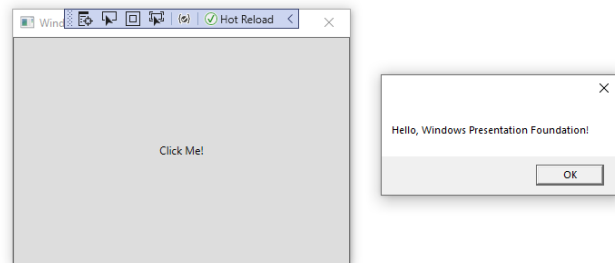 Wind
Hot Reload
Click Me!
Hello, Windows Presentation Foundation!
OK